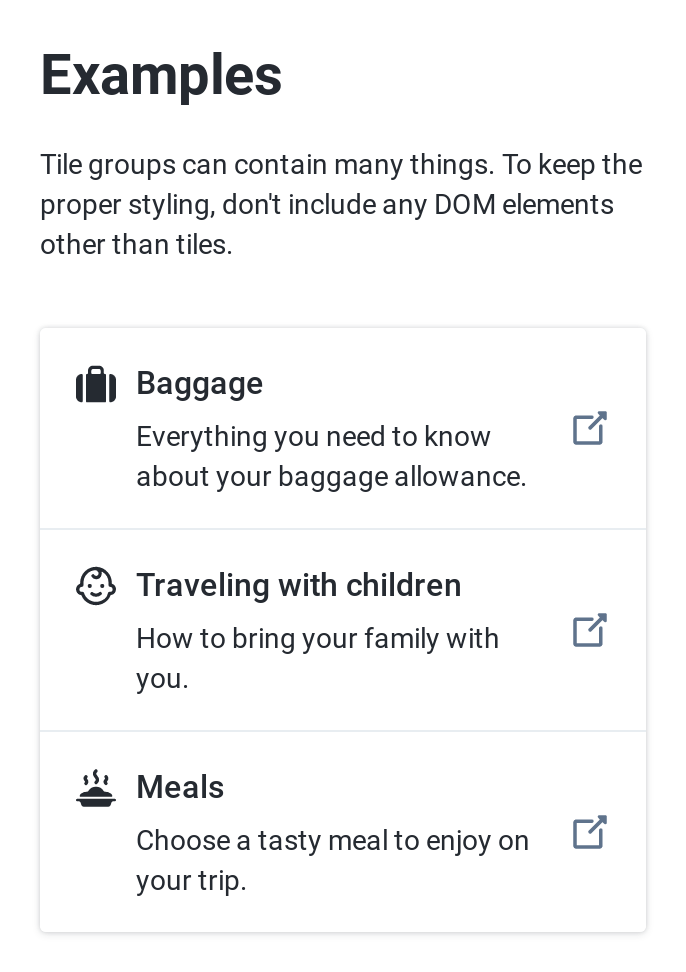 Examples
Tile groups can contain many things. To keep the
proper styling, don't include any DOM elements
other than tiles.
Baggage
Everything you need to know
about your baggage allowance.
Traveling with children
How to bring your family with
you.
Meals
Choose a tasty meal to enjoy on
your trip.